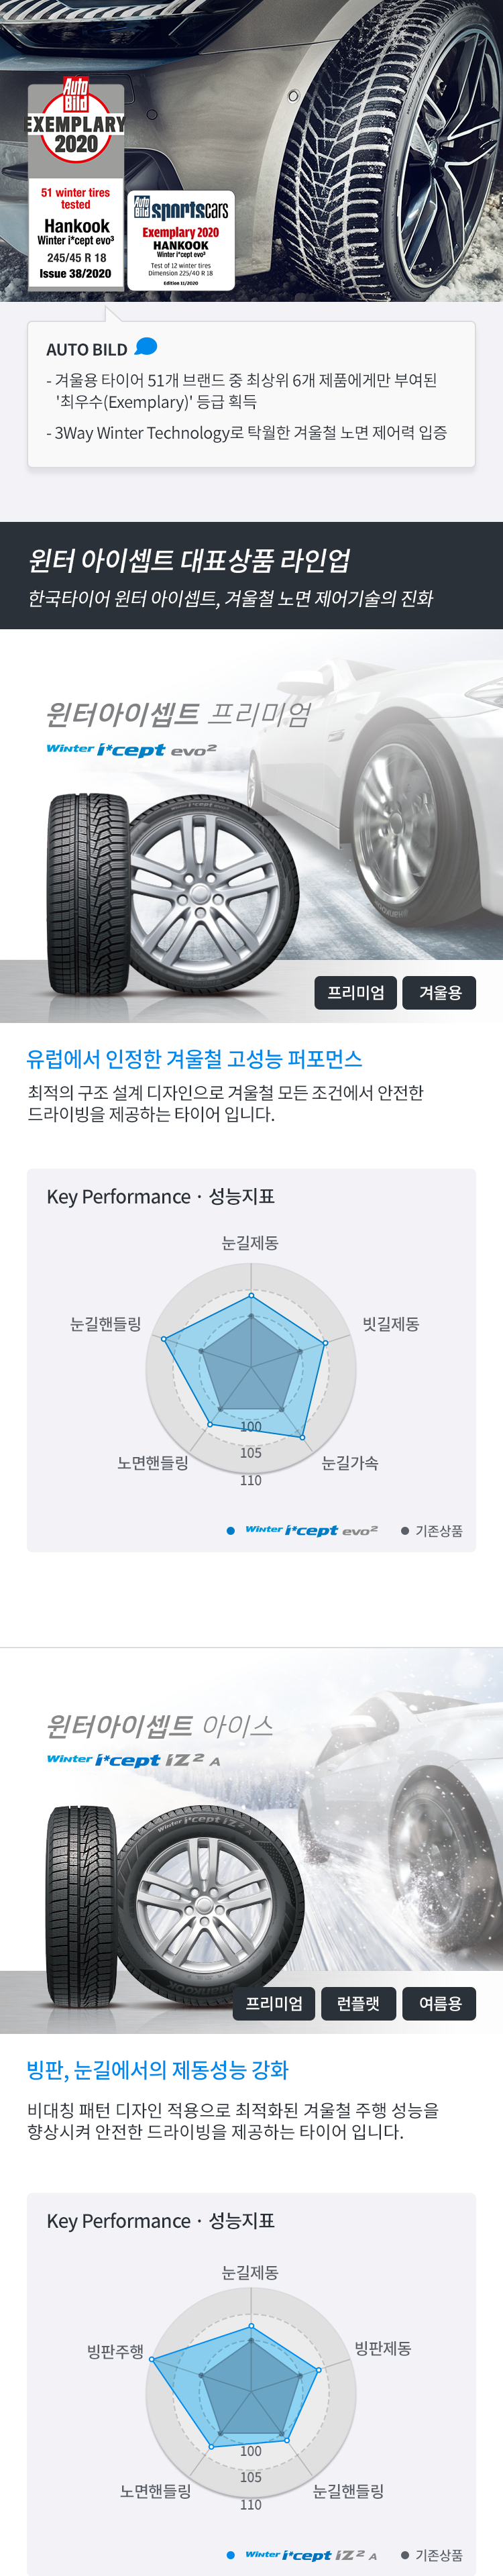 Auto
Bild
EXEMPLARY
2020
51 winter tires
tested
Hankook
Winter i*cept evo³
245/45 R 18
Issue 38/2020
Auto
Bild
sportscars
Exemplary 2020
HANKOOK
Winter i*cept evo³
Test of 12 winter tires
Dimension 225/40 R 18
Edition 11/2020
AUTO BILD
- 겨울용 타이어 51개 브랜드 중 최상위 6개 제품에게만 부여된
'최우수(Exemplary)' 등급 획득
- 3Way Winter Technology로 탁월한 겨울철 노면 제어력 입증
윈터 아이셉트 대표상품 라인업
한국타이어 윈터 아이셉트, 겨울철 노면 제어기술의 진화
윈터아이셉트 프리미엄
Winter i*cept evo²
프리미엄 겨울용
유럽에서 인정한 겨울철 고성능 퍼포먼스
최적의 구조 설계 디자인으로 겨울철 모든 조건에서 안전한
드라이빙을 제공하는 타이어 입니다.
Key Performance · 성능지표
눈길제동
눈길핸들링
빗길제동
노면핸들링
눈길가속
100
105
110
Winter i*cept evo²
기존상품
윈터아이셉트 아이스
Winter i*cept iZ² A
Winter i*cept iZ² A
프리미엄 런플랫 여름용
빙판, 눈길에서의 제동성능 강화
비대칭 패턴 디자인 적용으로 최적화된 겨울철 주행 성능을
향상시켜 안전한 드라이빙을 제공하는 타이어 입니다.
Key Performance · 성능지표
눈길제동
빙판주행
빙판제동
노면핸들링
눈길핸들링
100
105
110
Winter i*cept iZ² A
기존상품